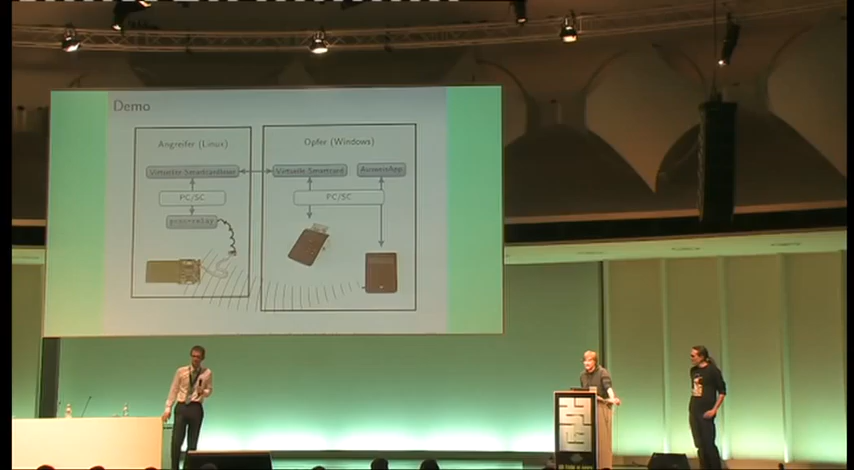 Demo
Angreifer (Linux)
Opfer (Windows)
Virtuelle Smartcard
AusweisApp
PC/SC
PC/SC